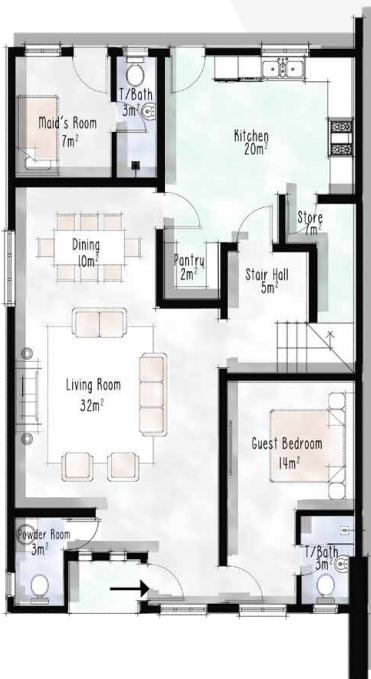 T/Bath
3m²
Maid's Room
7m²
Kitchen
20m²
Store
7m²
Dining
10m²
Pantry
2m²
Stair Hall
5m²
Living Room
32m²
Guest Bedroom
14m²
Powder Room
3m²
T/Bath
3m²